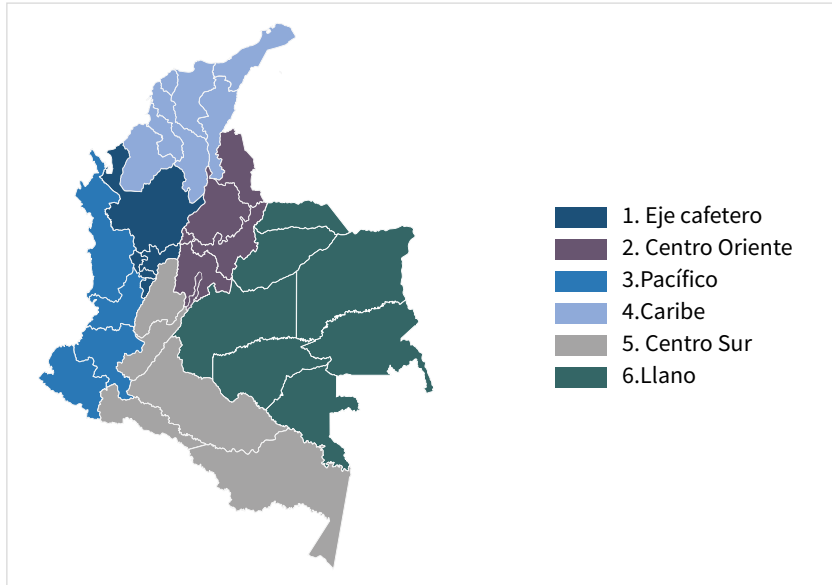 1. Eje cafetero
2. Centro Oriente
3.Pacífico
4.Caribe
5. Centro Sur
6.Llano